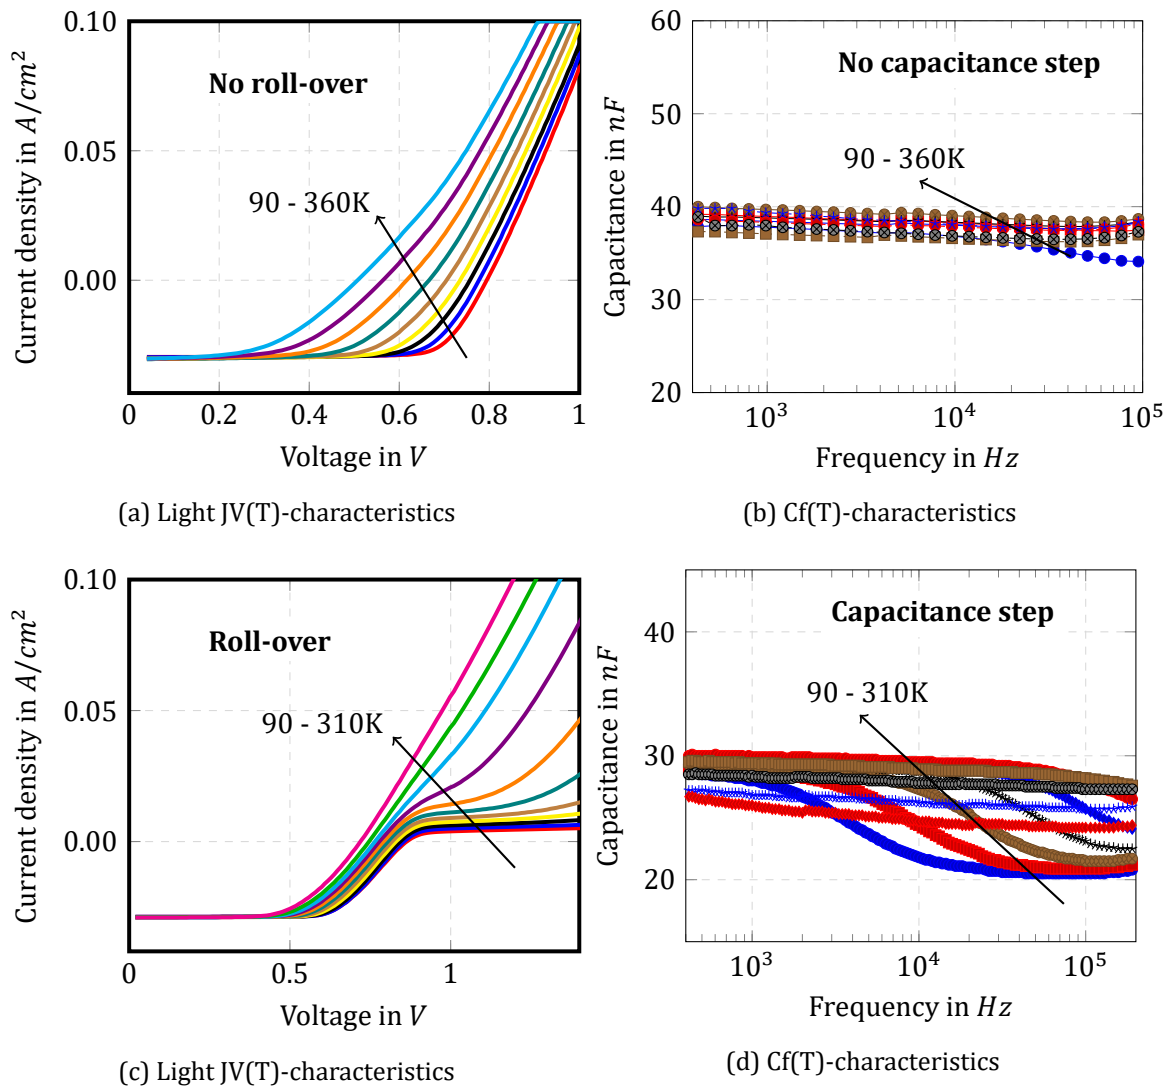 0.10
0.05
0.00
Current density in A/cm²
No roll-over
90 - 360K
0 0.2 0.4 0.6 0.8 1
Voltage in V
(a) Light JV(T)-characteristics
60
50
40
30
20
Capacitance in nF
No capacitance step
90 - 360K
10³ 10⁴ 10⁵
Frequency in Hz
(b) Cf(T)-characteristics
0.10
0.05
0.00
Current density in A/cm²
Roll-over
90 - 310K
0 0.5 1
Voltage in V
(c) Light JV(T)-characteristics
40
30
20
Capacitance in nF
Capacitance step
90 - 310K
10³ 10⁴ 10⁵
Frequency in Hz
(d) Cf(T)-characteristics